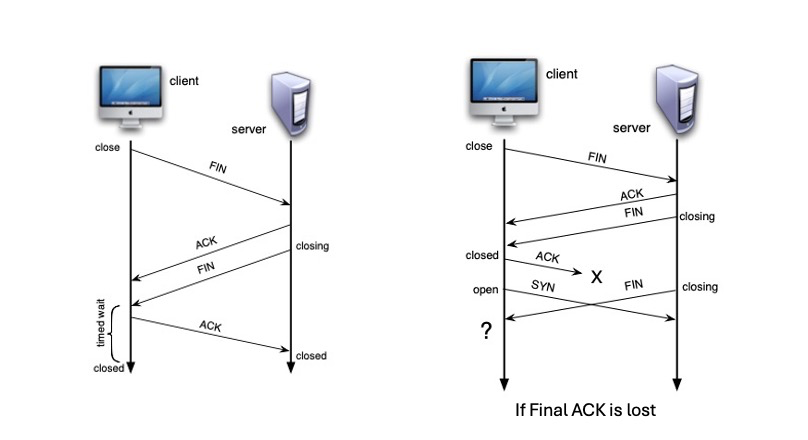 client
server
close
FIN
ACK
closing
FIN
timed wait
ACK
closed
closed
client
server
close
FIN
ACK
FIN
closing
closed
ACK
X
open
SYN
FIN
closing
?
If Final ACK is lost